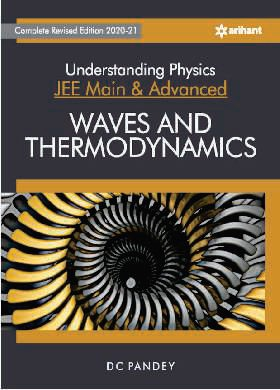 Complete Revised Edition 2020-21
arihant
Understanding Physics
JEE Main & Advanced
WAVES AND
THERMODYNAMICS
DC PANDEY